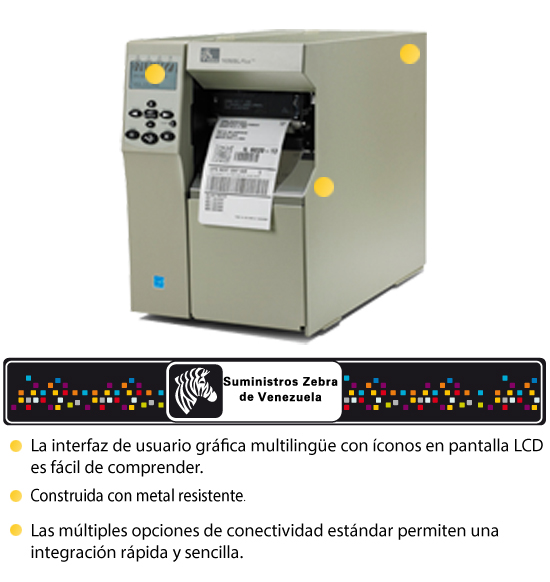 105SLPlus™
Suministros Zebra
de Venezuela
La interfaz de usuario gráfica multilingüe con íconos en pantalla LCD
es fácil de comprender.
Construida con metal resistente.
Las múltiples opciones de conectividad estándar permiten una
integración rápida y sencilla.